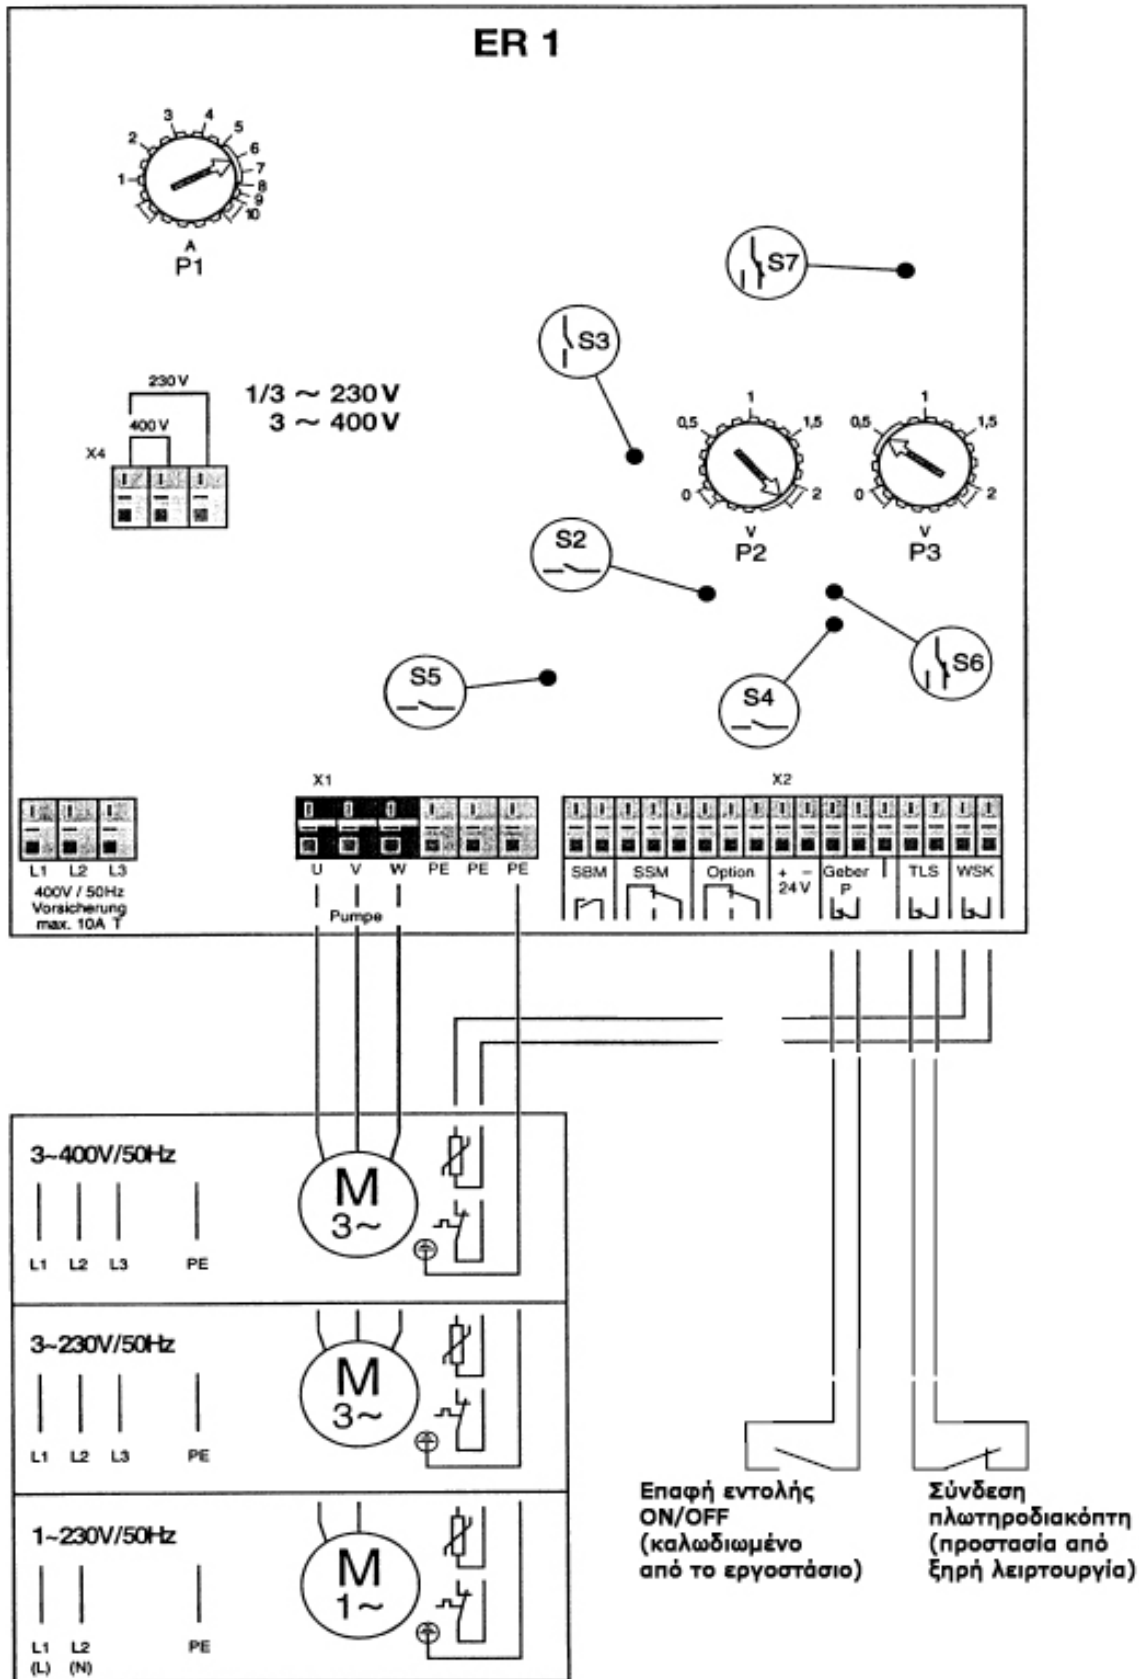 ER 1
1 2 3 4 5 6 7 8 9 10
A
P1
S7
S3
230 V
400 V
X4
1/3 ~ 230 V
3 ~ 400 V
0 0,5 1 1,5 2
V
P2
0 0,5 1 1,5 2
V
P3
S2
S6
S5
S4
X1
X2
L1 L2 L3
400V / 50Hz
Vorsicherung
max. 10A T
U V W PE PE PE
Pumpe
SBM SSM Option + − Geber I TLS WSK
24 V P
3~400V/50Hz
M
3~
L1 L2 L3 PE
3~230V/50Hz
M
3~
L1 L2 L3 PE
1~230V/50Hz
M
1~
L1 L2 PE
(L) (N)
Επαφή εντολής
ON/OFF
(καλωδιωμένο
από το εργοστάσιο)
Σύνδεση
πλωτηροδιακόπτη
(προστασία από
ξηρή λειρτουργία)